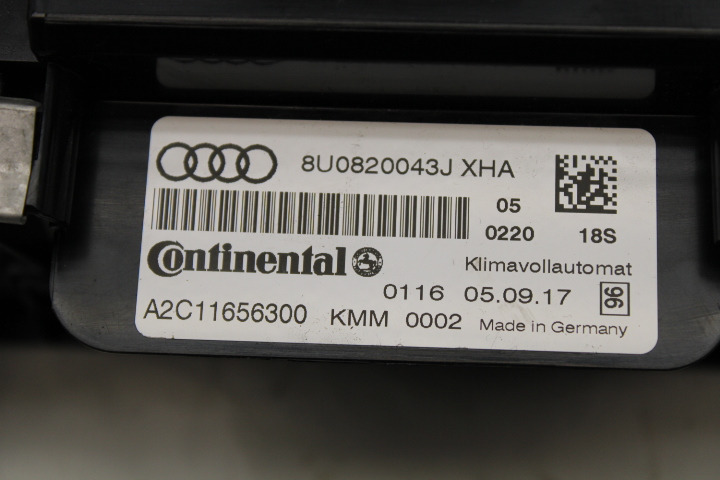 8U0820043J XHA
05
0220 18S
Continental
Klimavollautomat
0116 05.09.17 96
A2C11656300 KMM 0002 Made in Germany